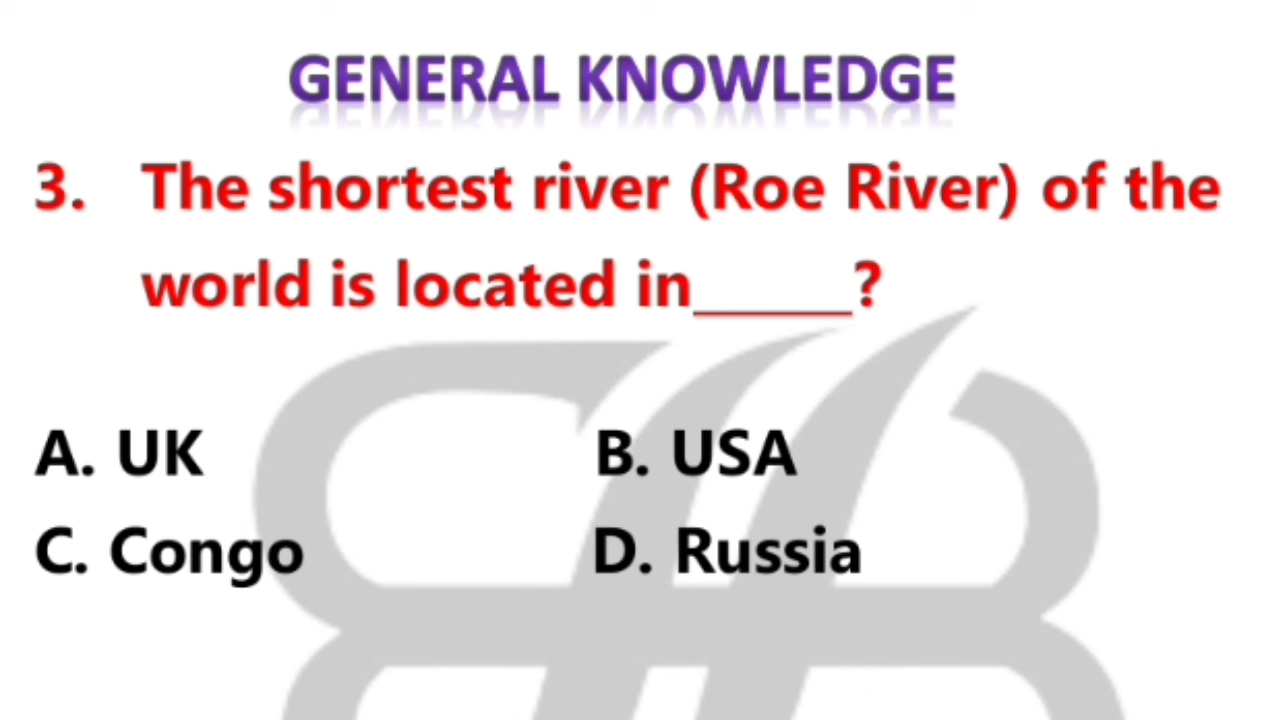 GENERAL KNOWLEDGE
3. The shortest river (Roe River) of the
world is located in______?
A. UK B. USA
C. Congo D. Russia